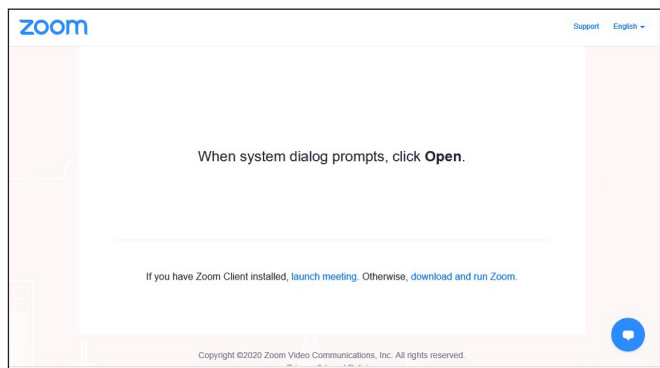 zoom
Support English
When system dialog prompts, click Open.
If you have Zoom Client installed, launch meeting. Otherwise, download and run Zoom.
Copyright ©2020 Zoom Video Communications, Inc. All rights reserved.